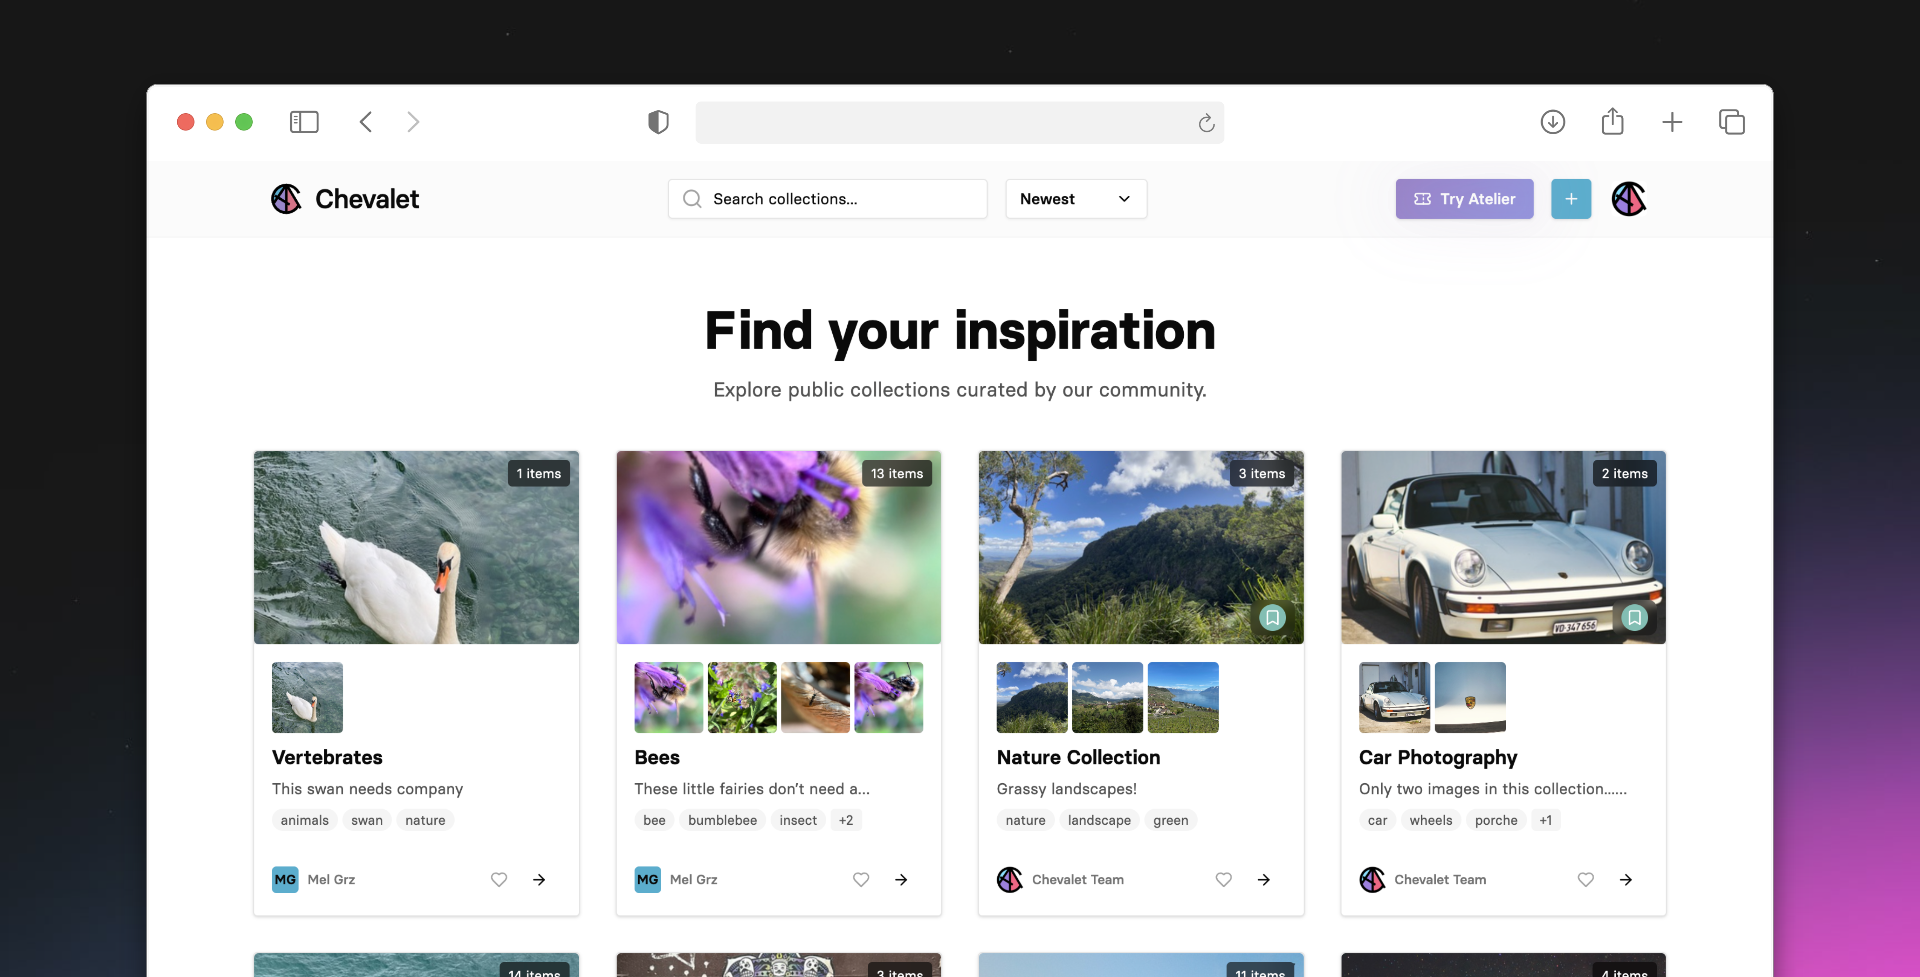 Chevalet
Search collections...
Newest
Try Atelier
Find your inspiration
Explore public collections curated by our community.
1 items
13 items
3 items
2 items
VD·347656
Vertebrates
This swan needs company
animals
swan
nature
MG
Mel Grz
Bees
These little fairies don't need a...
bee
bumblebee
insect
+2
MG
Mel Grz
Nature Collection
Grassy landscapes!
nature
landscape
green
Chevalet Team
Car Photography
Only two images in this collection......
car
wheels
porche
+1
Chevalet Team
14 items
3 items
11 items
4 items